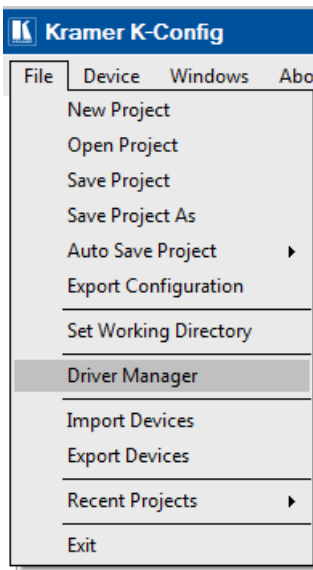 Kramer K-Config
File Device Windows Abo
New Project
Open Project
Save Project
Save Project As
Auto Save Project
Export Configuration
Set Working Directory
Driver Manager
Import Devices
Export Devices
Recent Projects
Exit